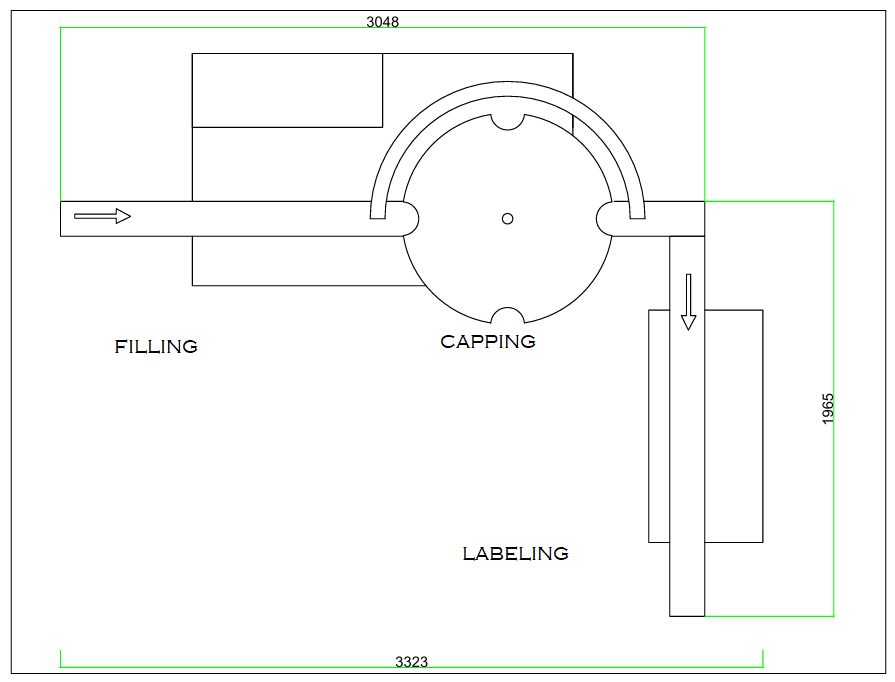 3048
FILLING
CAPPING
1965
LABELING
3323